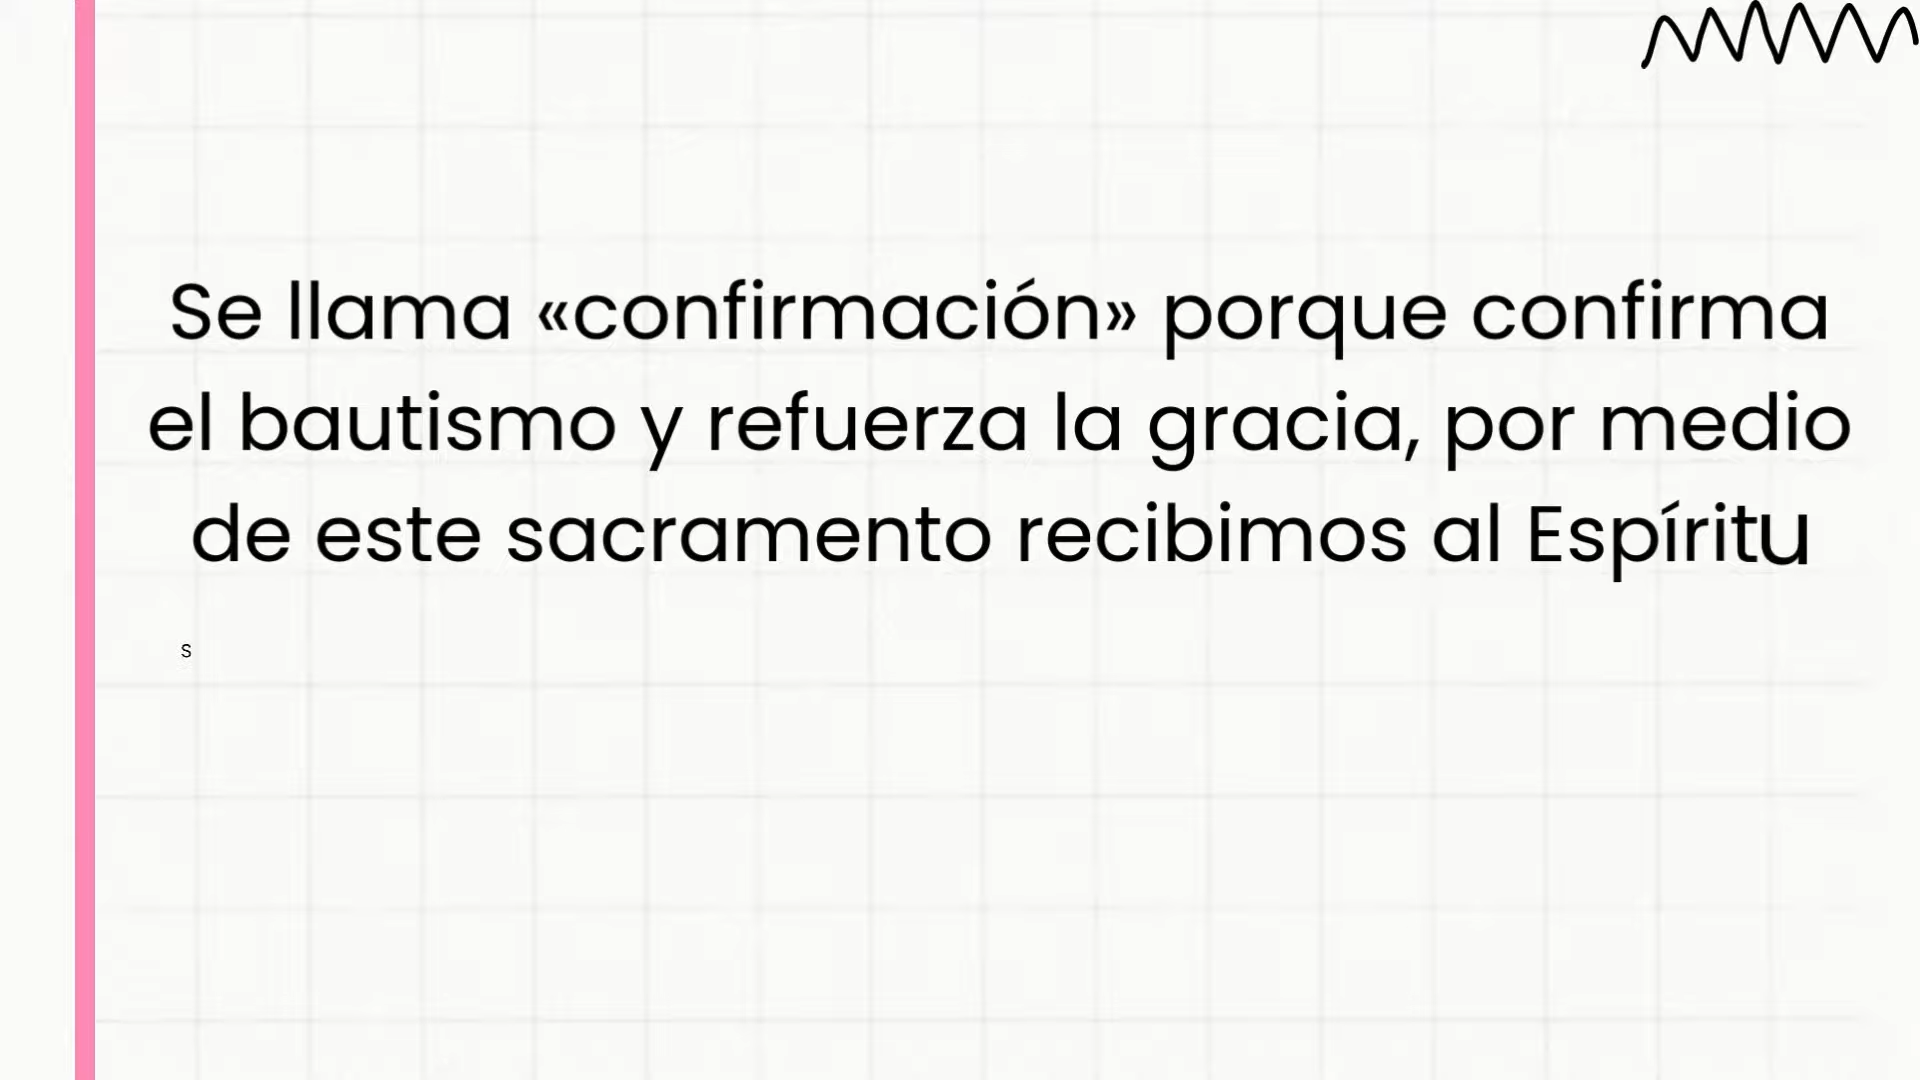 Se llama «confirmación» porque confirma
el bautismo y refuerza la gracia, por medio
de este sacramento recibimos al Espíritu
s